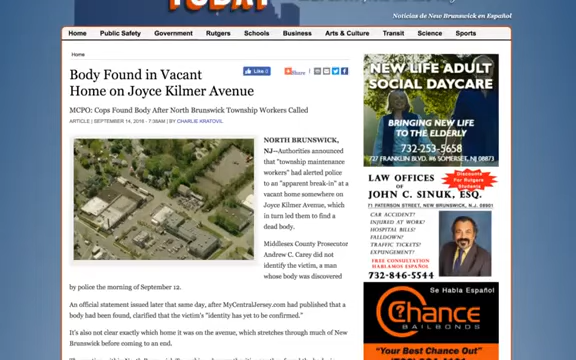 TODAY
Noticias de New Brunswick en Español
Home Public Safety Government Rutgers Schools Business Arts & Culture Transit Science Sports
Home
Body Found in Vacant
Home on Joyce Kilmer Avenue
Like 0
Share
MCPO: Cops Found Body After North Brunswick Township Workers Called
ARTICLE | SEPTEMBER 14, 2016 - 7:38AM | BY CHARLIE KRATOVIL
NORTH BRUNSWICK,
NJ—Authorities announced
that "township maintenance
workers" had alerted police
to an "apparent break-in" at a
vacant home somewhere on
Joyce Kilmer Avenue, which
in turn led them to find a
dead body.
Middlesex County Prosecutor
Andrew C. Carey did not
identify the victim, a man
whose body was discovered
by police the morning of September 12.
An official statement issued later that same day, after MyCentralJersey.com had published that a
body had been found, clarified that the victim's "identity has yet to be confirmed."
It's also not clear exactly which home it was on the avenue, which stretches through much of New
Brunswick before coming to an end.
NEW LIFE ADULT
SOCIAL DAYCARE
BRINGING NEW LIFE
TO THE ELDERLY
732-253-5658
727 FRANKLIN BLVD. #6 SOMERSET, NJ 08873
LAW OFFICES
OF
Discounts
For Rutgers
Students
JOHN C. SINUK, ESQ.
71 PATERSON STREET, NEW BRUNSWICK, N.J. 08901
CAR ACCIDENT?
INJURED AT WORK?
HOSPITAL BILLS?
FALLDOWN?
TRAFFIC TICKETS?
EXPUNGEMENT?
FREE CONSULTATION
HABLAMOS ESPAÑOL
732-846-5544
Se Habla Español
Chance
BAILBONDS
"Your Best Chance Out"